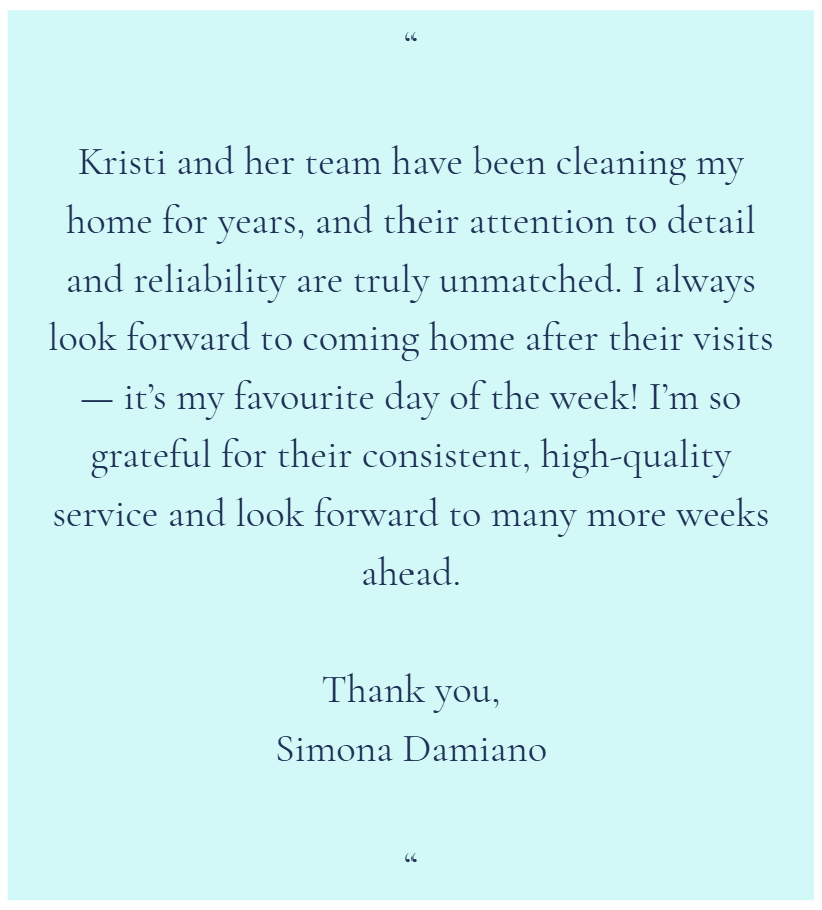 “
Kristi and her team have been cleaning my
home for years, and their attention to detail
and reliability are truly unmatched. I always
look forward to coming home after their visits
— it’s my favourite day of the week! I’m so
grateful for their consistent, high-quality
service and look forward to many more weeks
ahead.
Thank you,
Simona Damiano
“